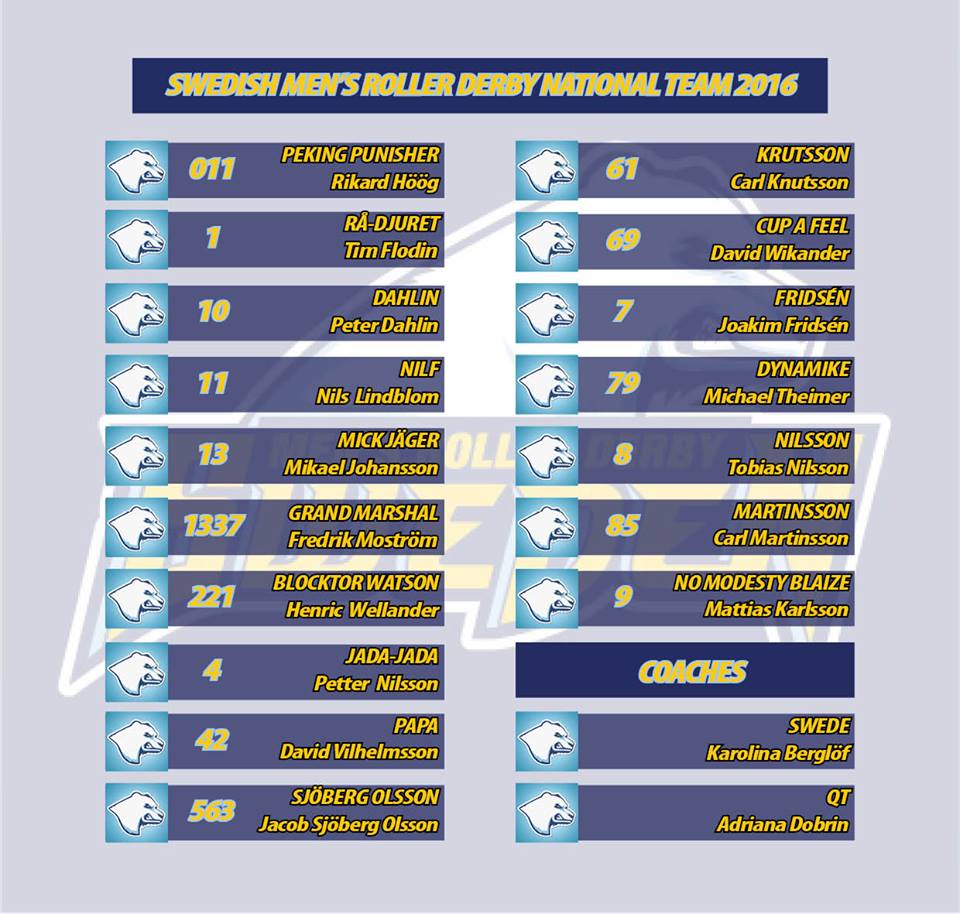 SWEDISH MEN'S ROLLER DERBY NATIONAL TEAM 2016
011
PEKING PUNISHER
Rikard Höög
1
RÅ-DJURET
Tim Flodin
10
DAHLIN
Peter Dahlin
11
NILF
Nils Lindblom
13
MICK JÄGER
Mikael Johansson
1337
GRAND MARSHAL
Fredrik Moström
221
BLOCKTOR WATSON
Henric Wellander
4
JADA-JADA
Petter Nilsson
42
PAPA
David Vilhelmsson
563
SJÖBERG OLSSON
Jacob Sjöberg Olsson
61
KRUTSSON
Carl Knutsson
69
CUP A FEEL
David Wikander
7
FRIDSÉN
Joakim Fridsén
79
DYNAMIKE
Michael Theimer
8
NILSSON
Tobias Nilsson
85
MARTINSSON
Carl Martinsson
9
NO MODESTY BLAIZE
Mattias Karlsson
COACHES
SWEDE
Karolina Berglöf
QT
Adriana Dobrin
MEN'S ROLLER DERBY
SWEDEN